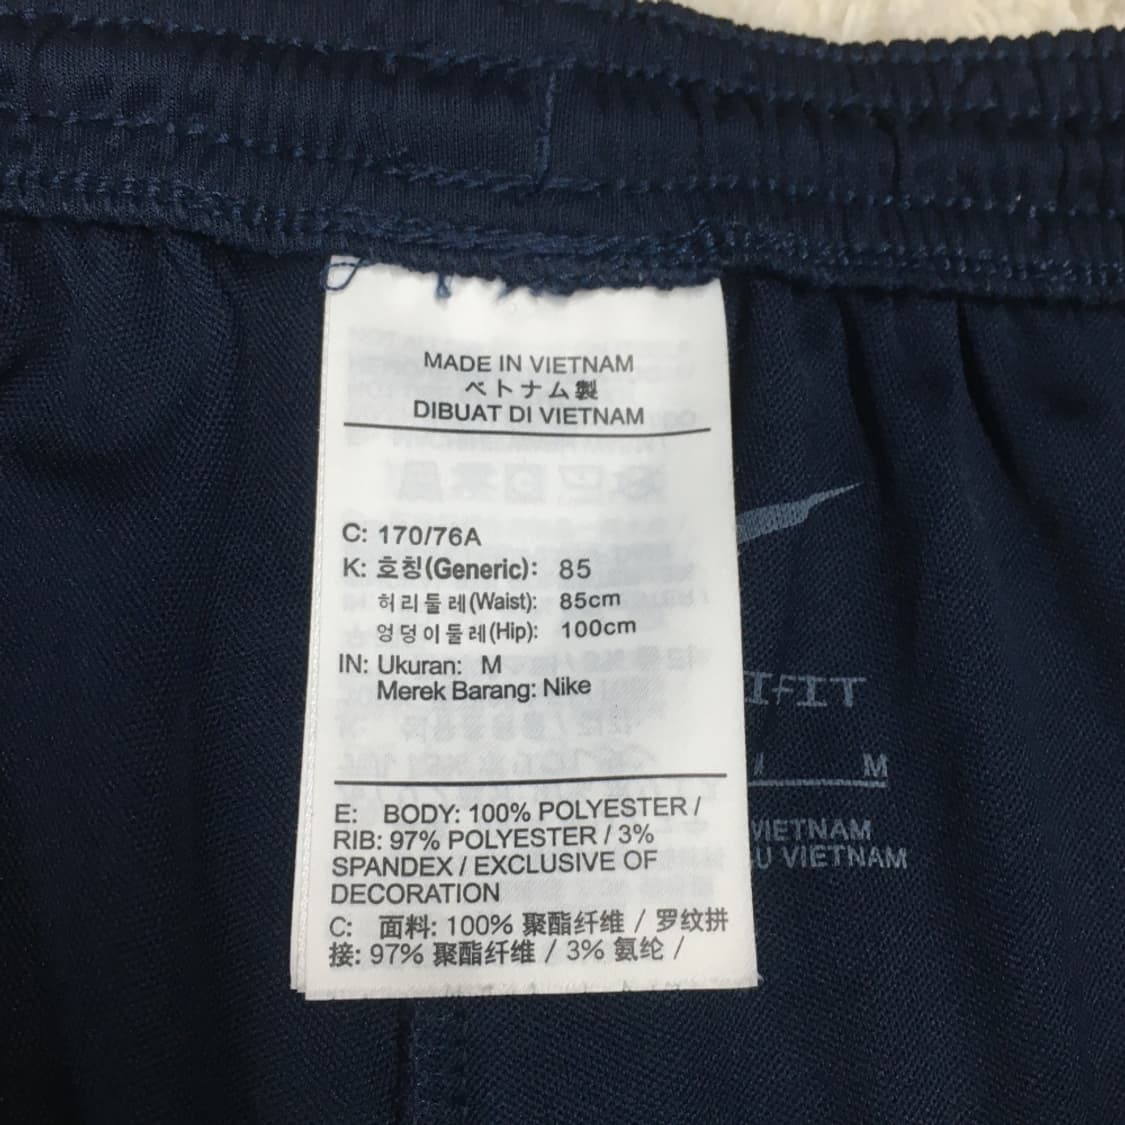 MADE IN VIETNAM
ベトナム製
DIBUAT DI VIETNAM
C: 170/76A
K: 호칭(Generic): 85
허리둘레(Waist): 85cm
엉덩이둘레(Hip): 100cm
IN: Ukuran: M
Merek Barang: Nike
E: BODY: 100% POLYESTER /
RIB: 97% POLYESTER / 3%
SPANDEX / EXCLUSIVE OF
DECORATION
C: 面料: 100% 聚酯纤维 / 罗纹拼
接: 97% 聚酯纤维 / 3% 氨纶 /
M
VIETNAM
VIETNAM